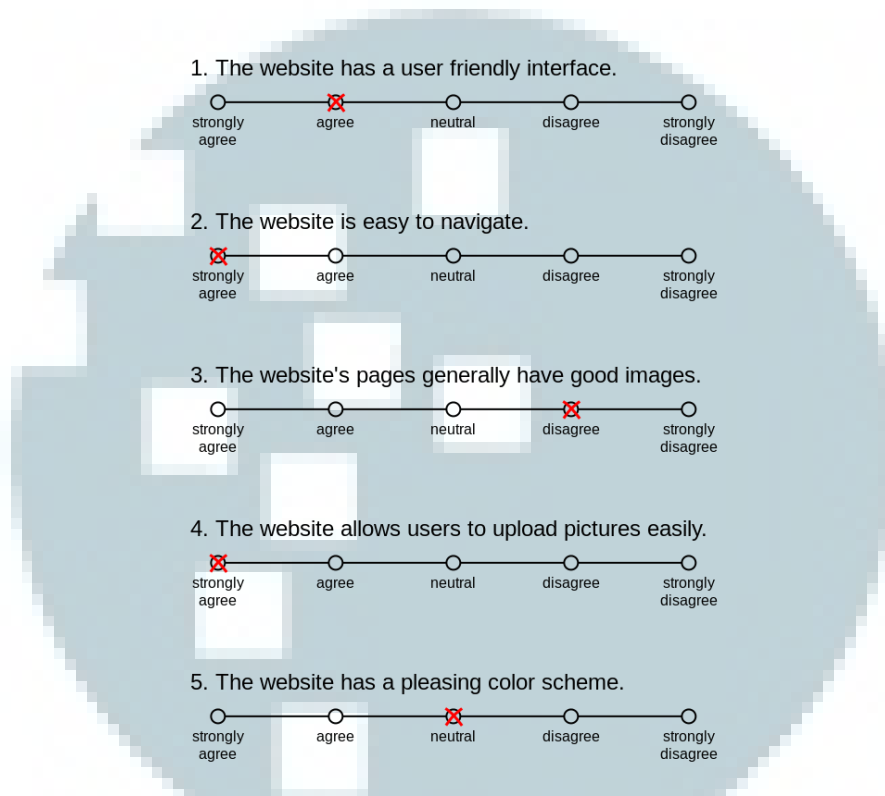 1. The website has a user friendly interface.
strongly agree neutral disagree strongly
agree disagree
2. The website is easy to navigate.
strongly agree neutral disagree strongly
agree disagree
3. The website's pages generally have good images.
strongly agree neutral disagree strongly
agree disagree
4. The website allows users to upload pictures easily.
strongly agree neutral disagree strongly
agree disagree
5. The website has a pleasing color scheme.
strongly agree neutral disagree strongly
agree disagree